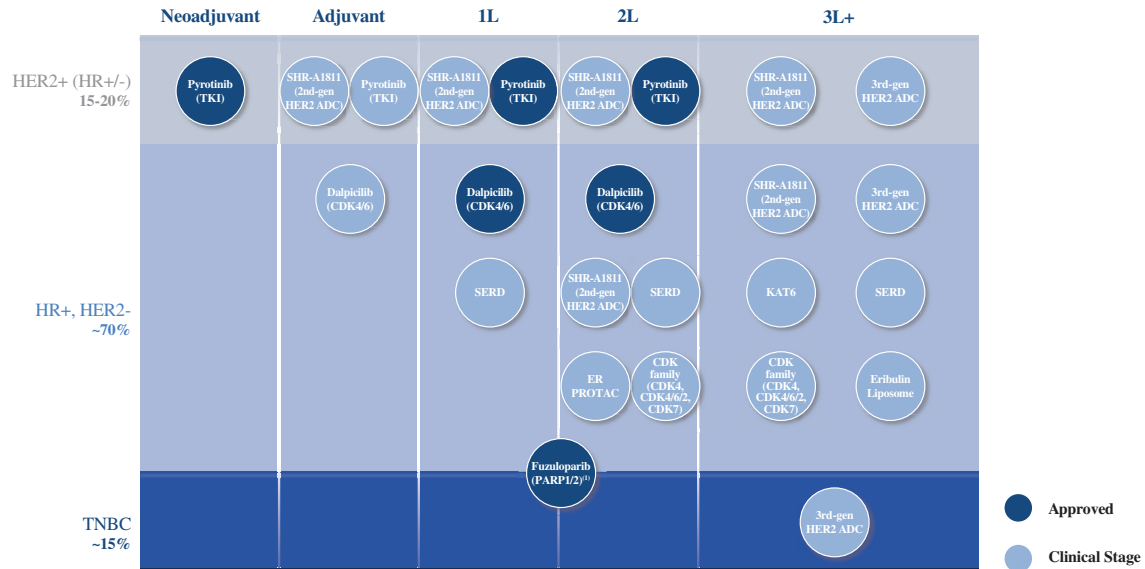 Neoadjuvant Adjuvant 1L 2L 3L+
HER2+ (HR+/-)
15-20%
Pyrotinib
(TKI)
SHR-A1811
(2nd-gen
HER2 ADC)
Pyrotinib
(TKI)
SHR-A1811
(2nd-gen
HER2 ADC)
Pyrotinib
(TKI)
SHR-A1811
(2nd-gen
HER2 ADC)
Pyrotinib
(TKI)
SHR-A1811
(2nd-gen
HER2 ADC)
3rd-gen
HER2 ADC
HR+, HER2-
~70%
Dalpicilib
(CDK4/6)
Dalpicilib
(CDK4/6)
Dalpicilib
(CDK4/6)
SHR-A1811
(2nd-gen
HER2 ADC)
3rd-gen
HER2 ADC
SERD
SHR-A1811
(2nd-gen
HER2 ADC)
SERD
KAT6
SERD
ER
PROTAC
CDK
family
(CDK4,
CDK4/6/2,
CDK7)
CDK
family
(CDK4,
CDK4/6/2,
CDK7)
Eribulin
Liposome
Fuzuloparib
(PARP1/2)(1)
TNBC
~15%
3rd-gen
HER2 ADC
Approved
Clinical Stage